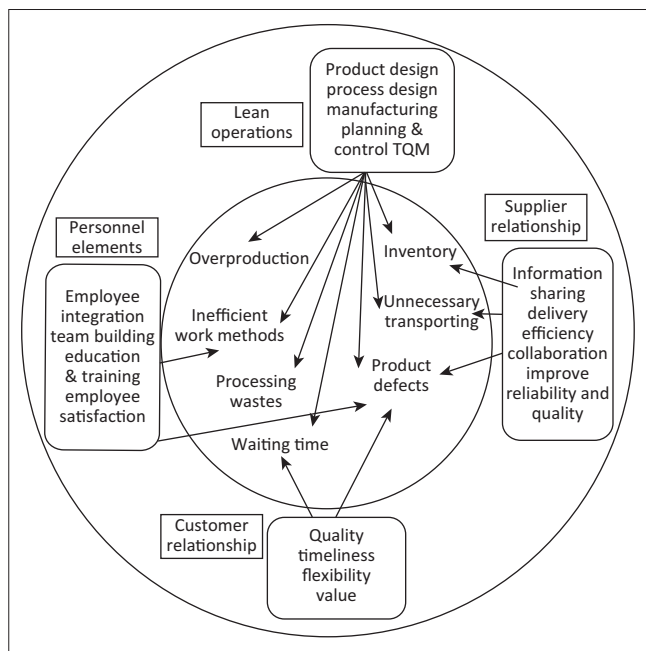 Lean
operations
Product design
process design
manufacturing
planning &
control TQM
Personnel
elements
Employee
integration
team building
education
& training
employee
satisfaction
Supplier
relationship
Information
sharing
delivery
efficiency
collaboration
improve
reliability and
quality
Overproduction
Inventory
Inefficient
work methods
Unnecessary
transporting
Processing
wastes
Product
defects
Waiting time
Customer
relationship
Quality
timeliness
flexibility
value